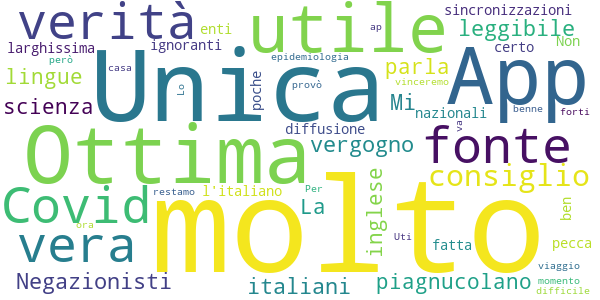 verità
utile
sincronizzazioni
enti
ap
leggibile
larghissima
ignoranti
certo
Non
però
casa
epidemiologia
parla
lingue
Unica
App
vinceremo
Lo
provò
poche
Mi
scienza
nazionali
benne
forti
diffusione
va
Ottima
vergogno
fonte
Covid
restamo
l'italiano
Per
consiglio
molto
La
inglese
ben
ora
vera
Uti
fatta
pecca
viaggio
Negazionisti
italiani
piagnucolano
momento
difficile